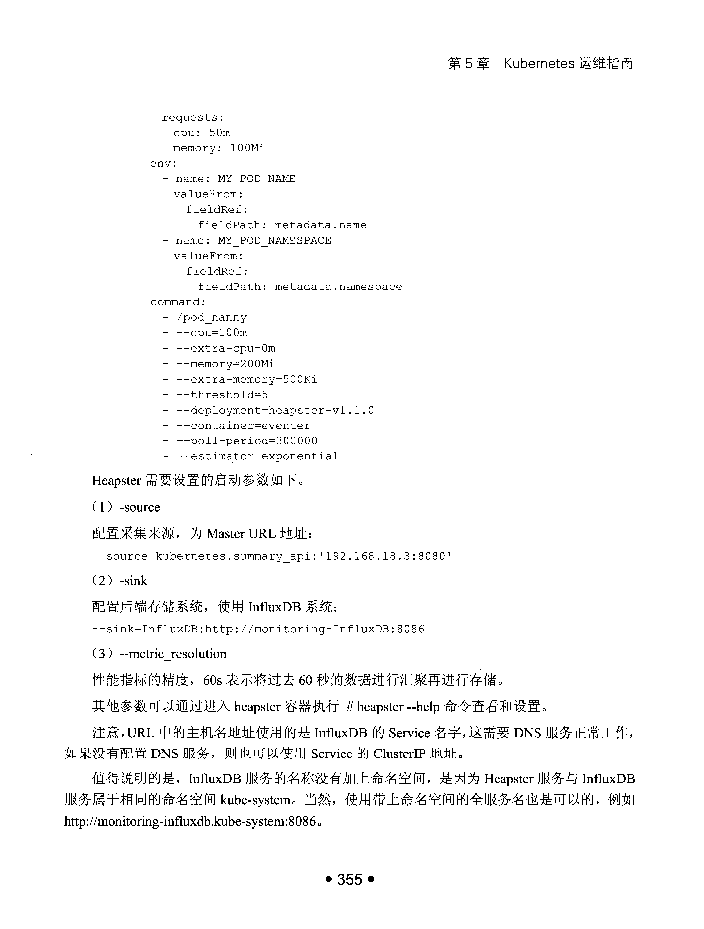 第 5 章 Kubernetes 运维指南
requests:
cpu: 50m
memory: 100Mi
env:
- name: MY_POD_NAME
valueFrom:
fieldRef:
fieldPath: metadata.name
- name: MY_POD_NAMESPACE
valueFrom:
fieldRef:
fieldPath: metadata.namespace
command:
- /pod_nanny
- --cpu=100m
- --extra-cpu=0m
- --memory=200Mi
- --extra-memory=500Ki
- --threshold=5
- --deployment=heapster-v1.1.0
- --container=eventer
- --poll-period=300000
- --estimator=exponential
Heapster 需要设置的启动参数如下。
（1）-source
配置采集来源，为 Master URL 地址：
--source=kubernetes.summary_api:'192.168.18.3:8080'
（2）-sink
配置后端存储系统，使用 InfluxDB 系统：
--sink=InfluxDB:http://monitoring-InfluxDB:8086
（3）--metric_resolution
性能指标的精度，60s 表示将过去 60 秒的数据进行汇聚再进行存储。
其他参数可以通过进入 heapster 容器执行 # heapster --help 命令查看和设置。
注意，URL 中的主机名地址使用的是 InfluxDB 的 Service 名字，这需要 DNS 服务正常工作，
如果没有配置 DNS 服务，则也可以使用 Service 的 ClusterIP 地址。
值得说明的是，InfluxDB 服务的名称没有加上命名空间，是因为 Heapster 服务与 InfluxDB
服务属于相同的命名空间 kube-system。当然，使用带上命名空间的全服务名也是可以的，例如
http://monitoring-influxdb.kube-system:8086。
• 355 •